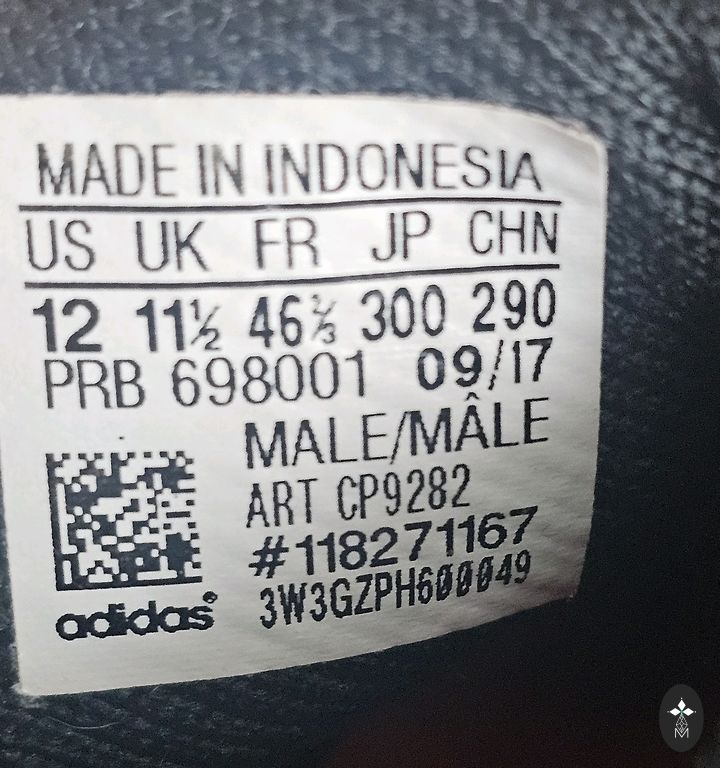 MADE IN INDONESIA
US UK FR JP CHN
12 11½ 46⅔ 300 290
PRB 698001 09/17
MALE/MÂLE
ART CP9282
#118271167
3W3GZPH600049
adidas®
M